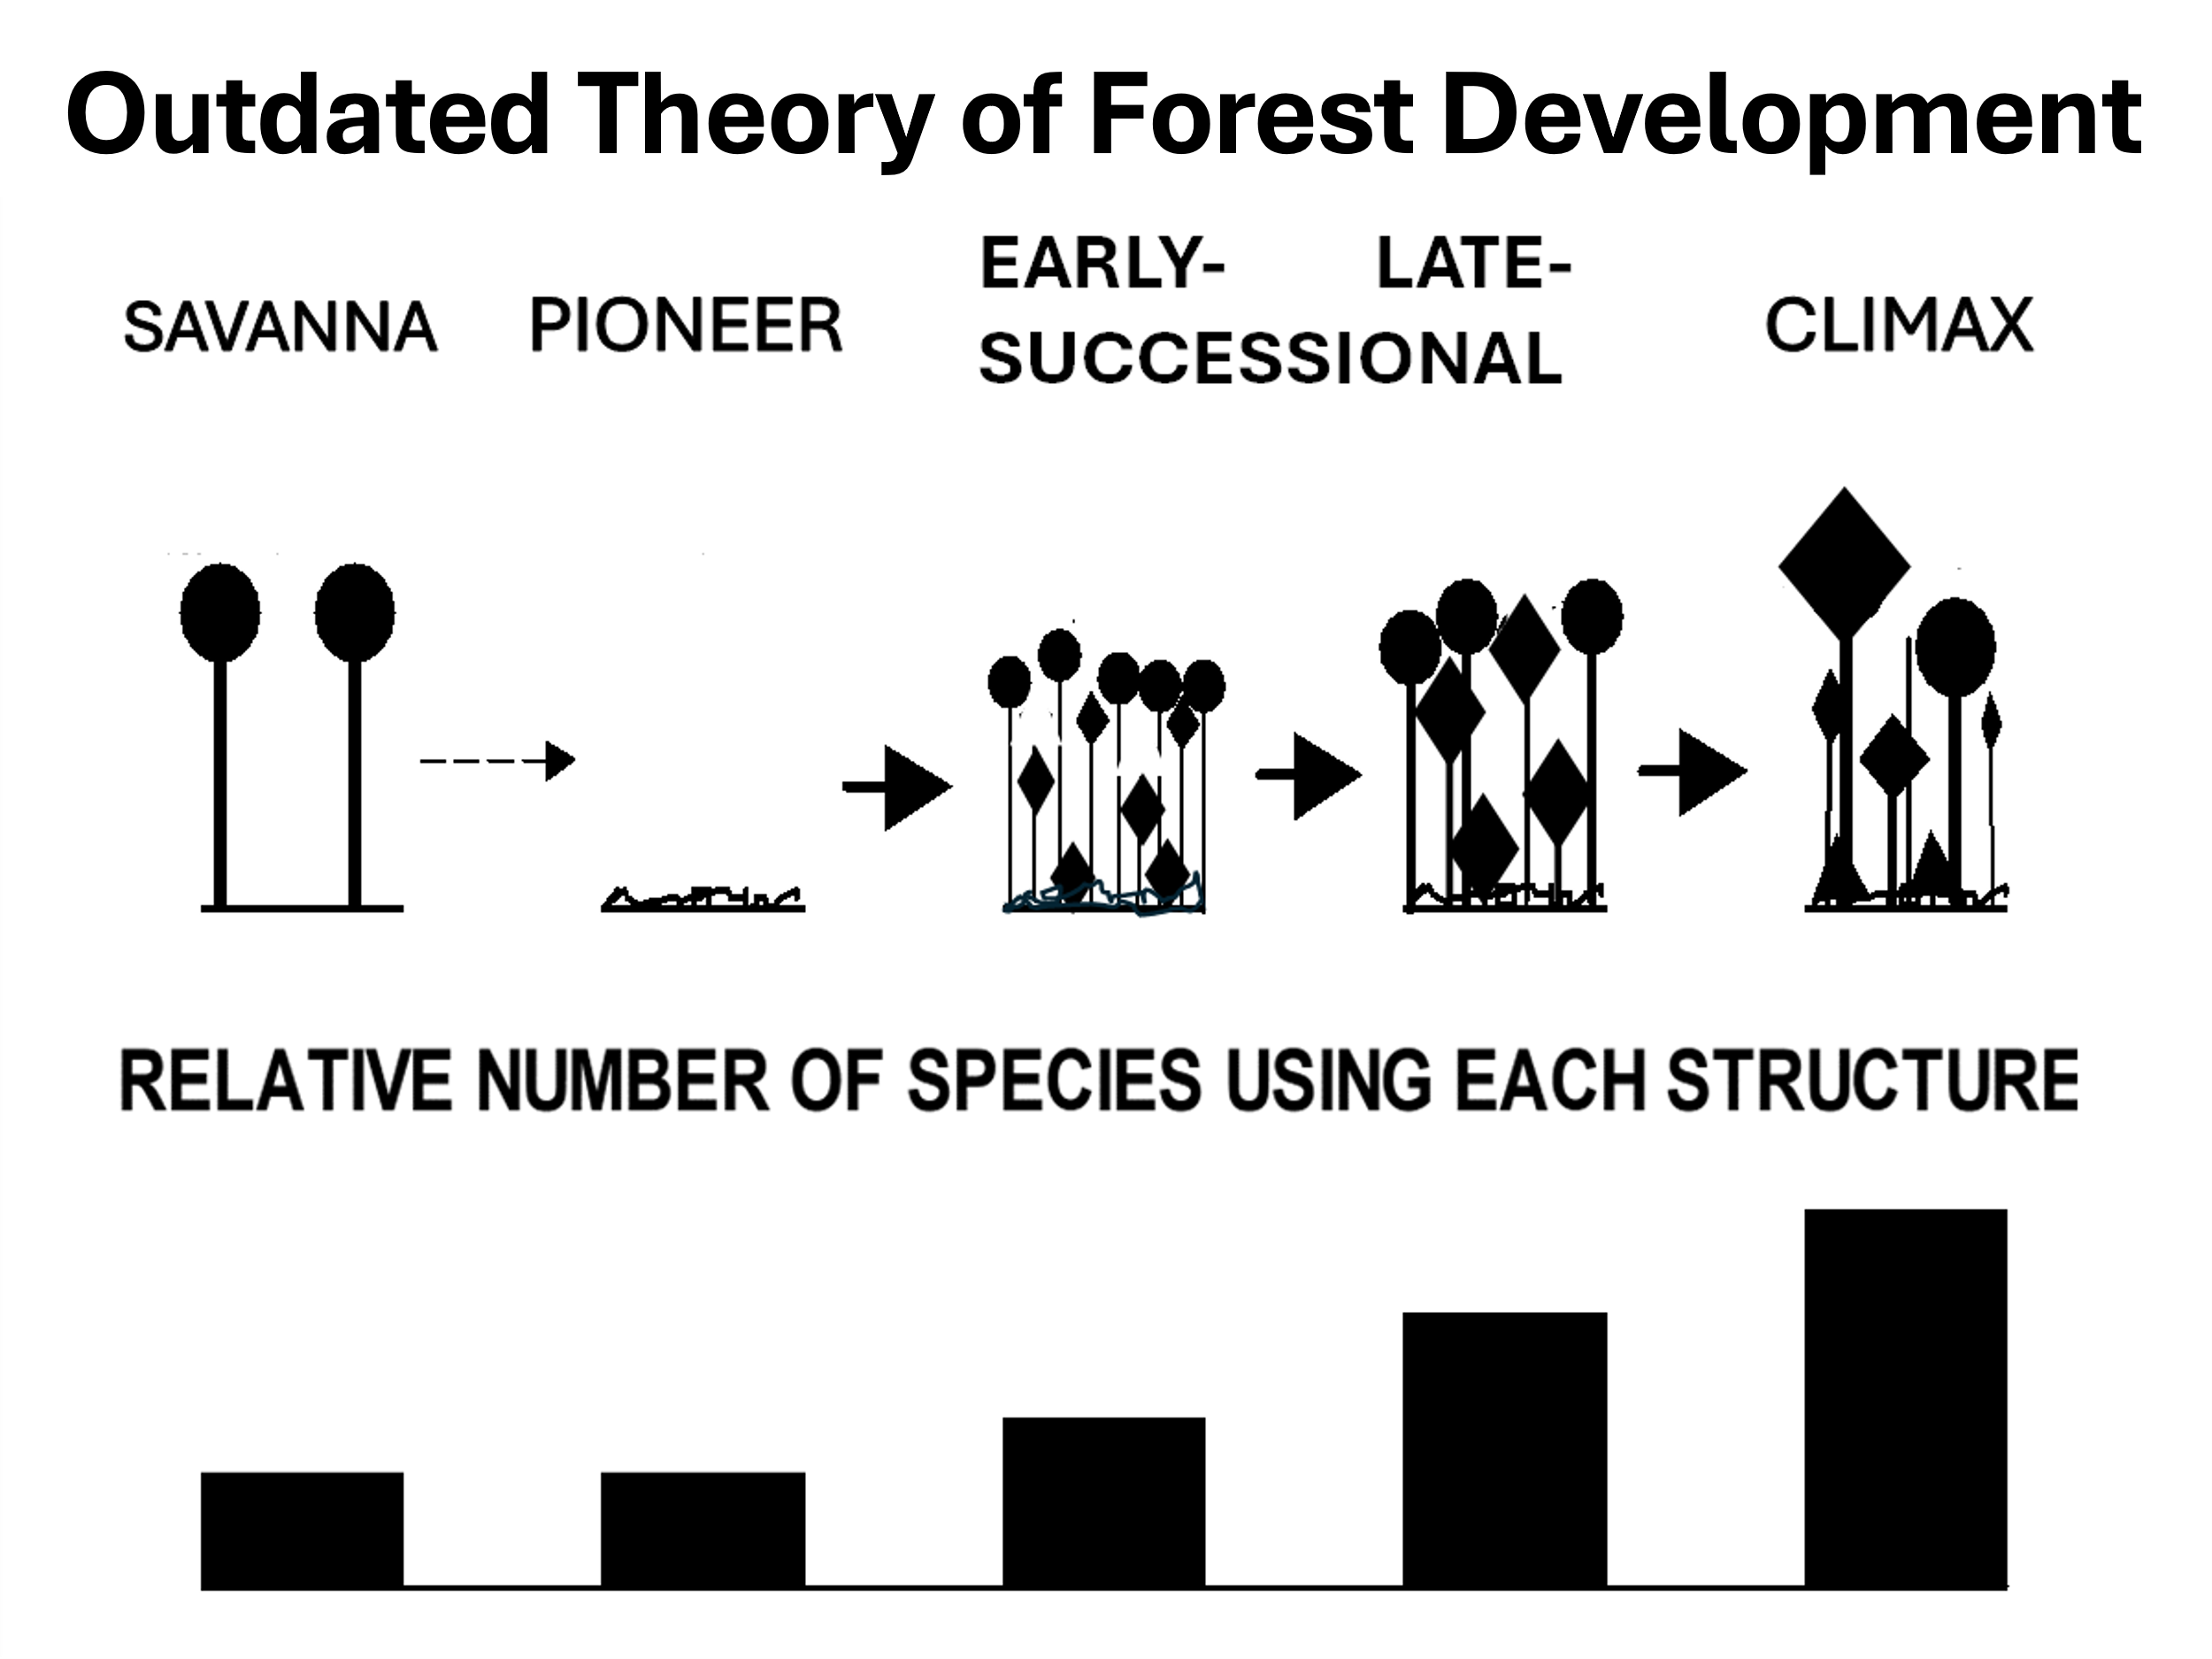 Outdated Theory of Forest Development
SAVANNA
PIONEER
EARLY- LATE-
SUCCESSIONAL
CLIMAX
RELATIVE NUMBER OF SPECIES USING EACH STRUCTURE